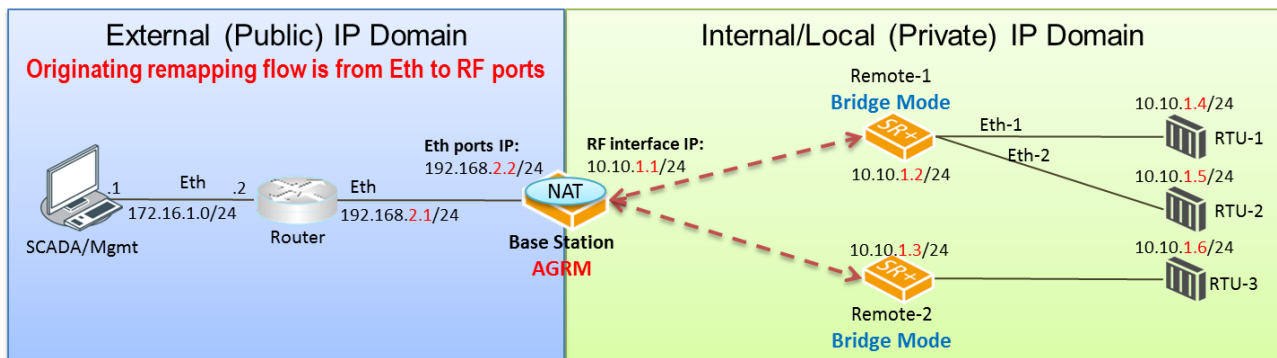 External (Public) IP Domain
Originating remapping flow is from Eth to RF ports
Internal/Local (Private) IP Domain
Remote-1
Bridge Mode
SR+
10.10.1.2/24
Eth-1
Eth-2
10.10.1.4/24
RTU-1
10.10.1.5/24
RTU-2
Eth ports IP:
192.168.2.2/24
RF interface IP:
10.10.1.1/24
NAT
Base Station
AGRM
.1
Eth
.2
172.16.1.0/24
SCADA/Mgmt
Router
Eth
192.168.2.1/24
10.10.1.3/24
SR+
Remote-2
Bridge Mode
10.10.1.6/24
RTU-3